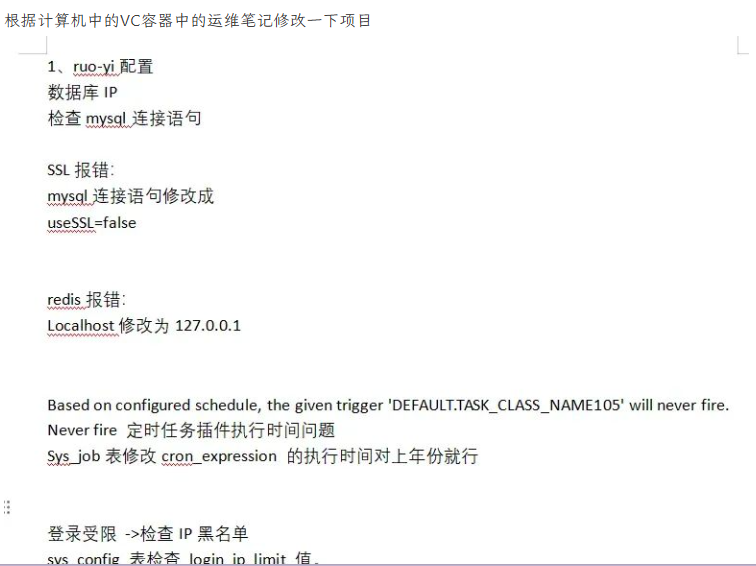 根据计算机中的VC容器中的运维笔记修改一下项目
1、ruo-yi 配置
数据库 IP
检查 mysql 连接语句
SSL 报错:
mysql 连接语句修改成
useSSL=false
redis 报错:
Localhost 修改为 127.0.0.1
Based on configured schedule, the given trigger 'DEFAULT.TASK_CLASS_NAME105' will never fire.
Never fire 定时任务插件执行时间问题
Sys_job 表修改 cron_expression 的执行时间对上年份就行
登录受限 ->检查 IP 黑名单
sys_config 表检查 login_ip_limit 值。